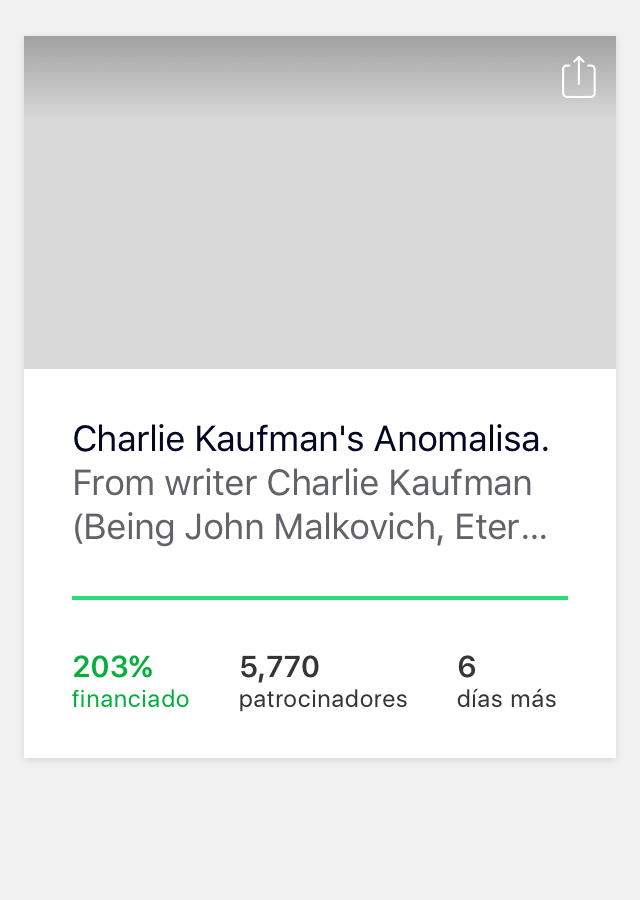 Charlie Kaufman's Anomalisa.
From writer Charlie Kaufman
(Being John Malkovich, Eter...
203% 5,770 6
financiado patrocinadores días más